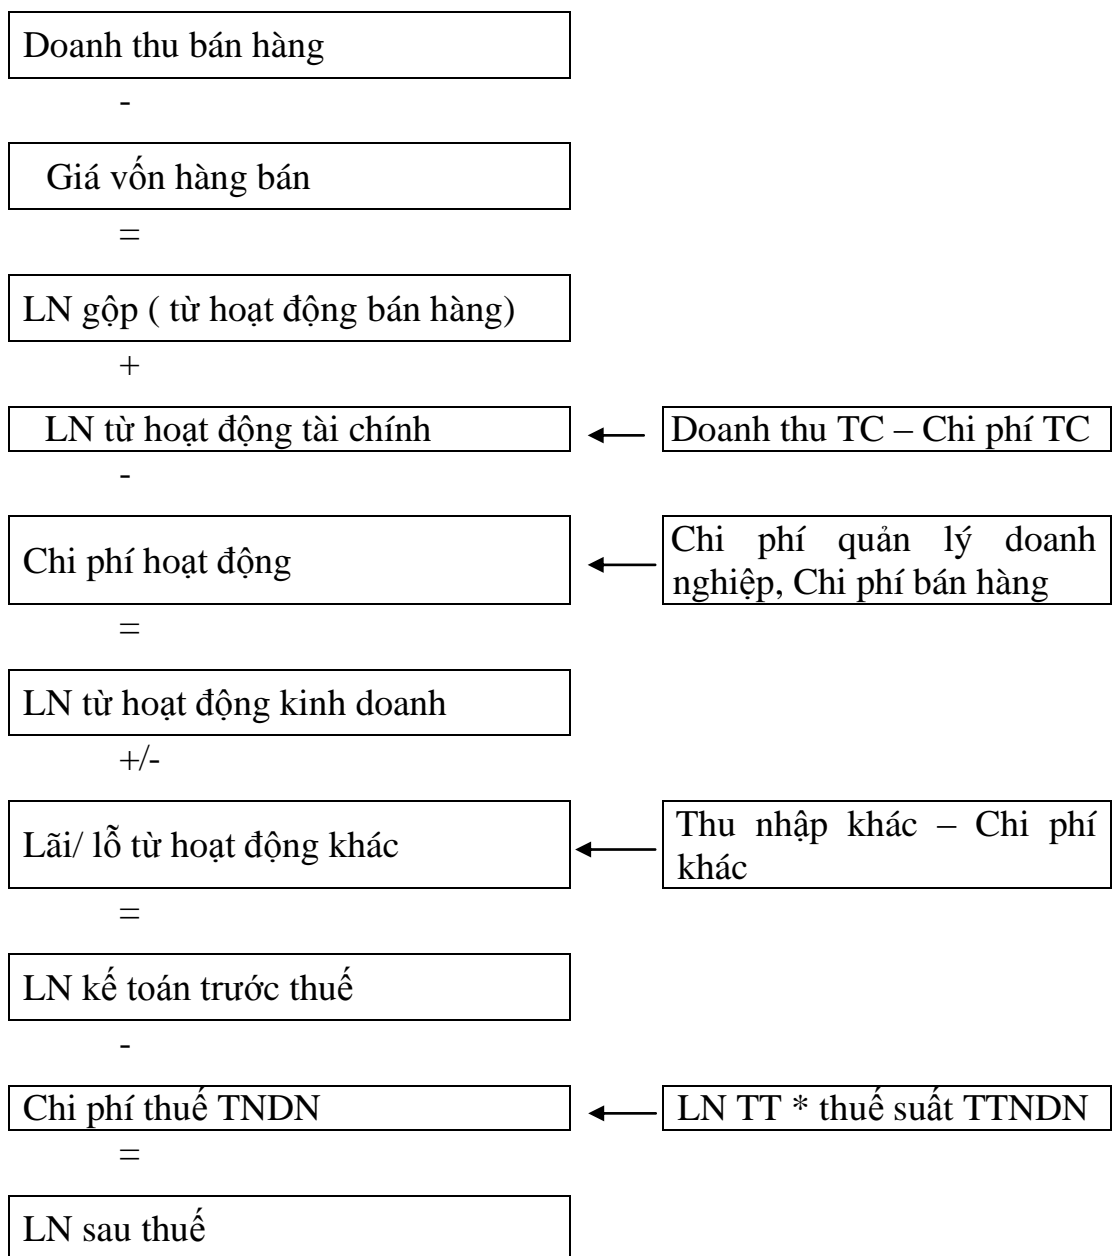 Doanh thu bán hàng
-
Giá vốn hàng bán
=
LN gộp ( từ hoạt động bán hàng)
+
LN từ hoạt động tài chính
Doanh thu TC – Chi phí TC
-
Chi phí hoạt động
Chi phí quản lý doanh
nghiệp, Chi phí bán hàng
=
LN từ hoạt động kinh doanh
+/-
Lãi/ lỗ từ hoạt động khác
Thu nhập khác – Chi phí
khác
=
LN kế toán trước thuế
-
Chi phí thuế TNDN
LN TT * thuế suất TTNDN
=
LN sau thuế